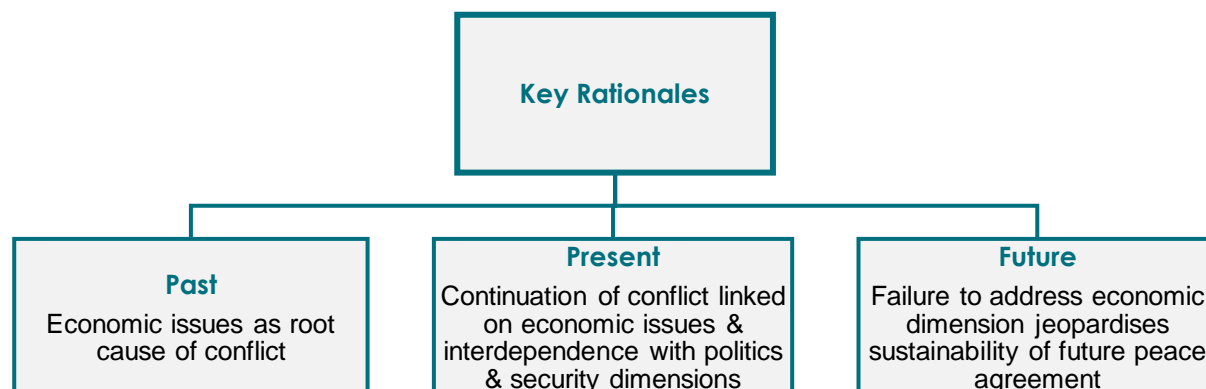 Key Rationales
Past
Economic issues as root
cause of conflict
Present
Continuation of conflict linked
on economic issues &
interdependence with politics
& security dimensions
Future
Failure to address economic
dimension jeopardises
sustainability of future peace
agreement